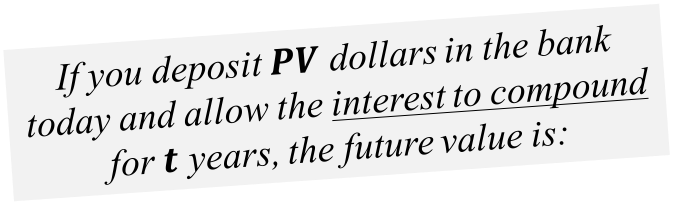 If you deposit PV dollars in the bank
today and allow the interest to compound
for t years, the future value is: